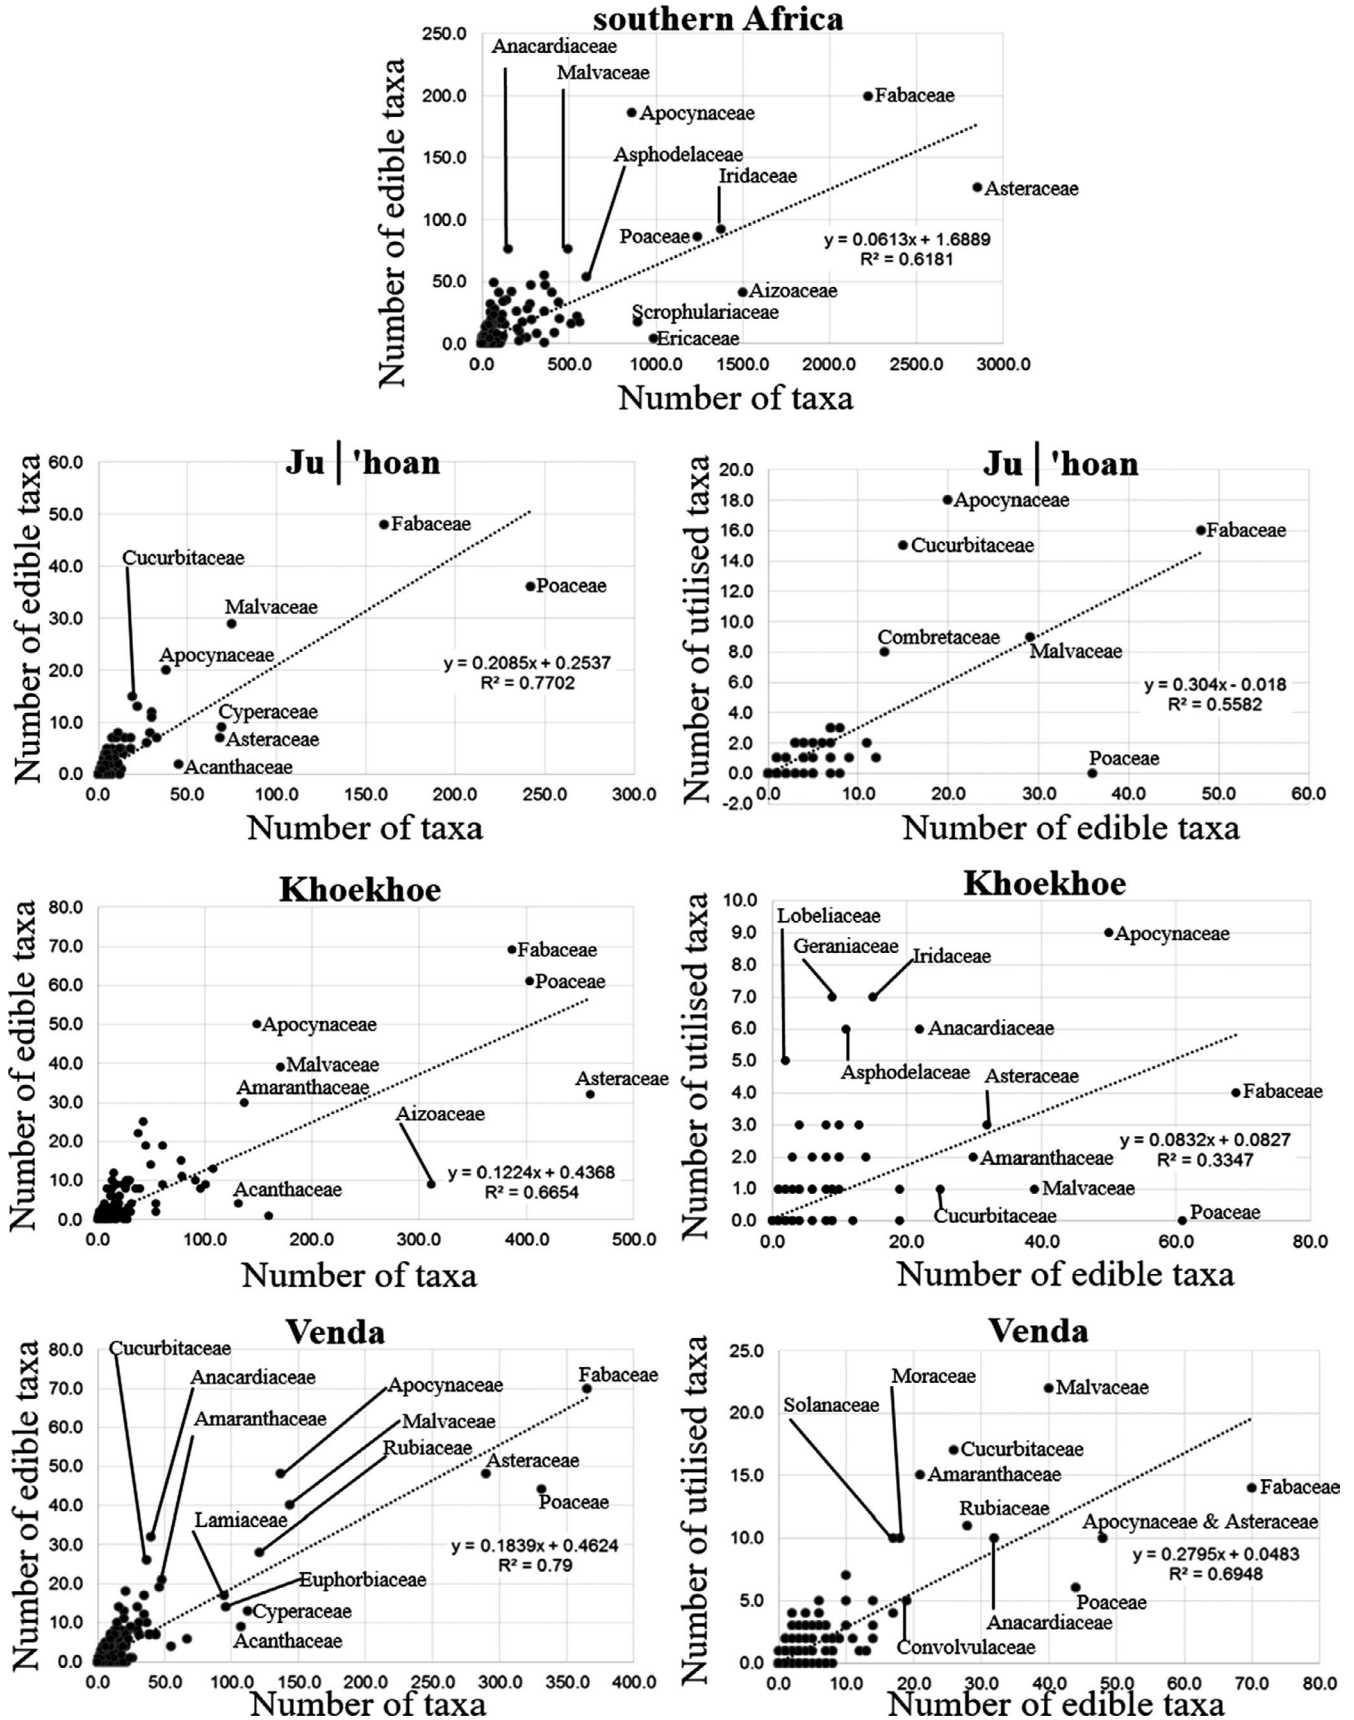 southern Africa
Number of edible taxa
250.0
200.0
150.0
100.0
50.0
0.0
Anacardiaceae
Malvaceae
Fabaceae
Apocynaceae
Asphodelaceae
Iridaceae
Asteraceae
Poaceae
y = 0.0613x + 1.6889
R² = 0.6181
Aizoaceae
Scrophulariaceae
Ericaceae
0.0 500.0 1000.0 1500.0 2000.0 2500.0 3000.0
Number of taxa
Ju|'hoan
Number of edible taxa
60.0
50.0
40.0
30.0
20.0
10.0
0.0
Fabaceae
Cucurbitaceae
Poaceae
Malvaceae
Apocynaceae
y = 0.2085x + 0.2537
R² = 0.7702
Cyperaceae
Asteraceae
Acanthaceae
0.0 50.0 100.0 150.0 200.0 250.0 300.0
Number of taxa
Ju|'hoan
Number of utilised taxa
20.0
18.0
16.0
14.0
12.0
10.0
8.0
6.0
4.0
2.0
0.0
-2.0
Apocynaceae
Fabaceae
Cucurbitaceae
Combretaceae
Malvaceae
y = 0.304x - 0.018
R² = 0.5582
Poaceae
0.0 10.0 20.0 30.0 40.0 50.0 60.0
Number of edible taxa
Khoekhoe
Number of edible taxa
80.0
70.0
60.0
50.0
40.0
30.0
20.0
10.0
0.0
Fabaceae
Poaceae
Apocynaceae
Malvaceae
Asteraceae
Amaranthaceae
Aizoaceae
y = 0.1224x + 0.4368
R² = 0.6654
Acanthaceae
0.0 100.0 200.0 300.0 400.0 500.0
Number of taxa
Khoekhoe
Number of utilised taxa
10.0
9.0
8.0
7.0
6.0
5.0
4.0
3.0
2.0
1.0
0.0
Lobeliaceae
Apocynaceae
Geraniaceae
Iridaceae
Anacardiaceae
Asphodelaceae
Asteraceae
Fabaceae
y = 0.0832x + 0.0827
R² = 0.3347
Amaranthaceae
Malvaceae
Cucurbitaceae
Poaceae
0.0 20.0 40.0 60.0 80.0
Number of edible taxa
Venda
Number of edible taxa
80.0
70.0
60.0
50.0
40.0
30.0
20.0
10.0
0.0
Cucurbitaceae
Fabaceae
Anacardiaceae
Apocynaceae
Amaranthaceae
Malvaceae
Rubiaceae
Asteraceae
Poaceae
Lamiaceae
y = 0.1839x + 0.4624
R² = 0.79
Euphorbiaceae
Cyperaceae
Acanthaceae
0.0 50.0 100.0 150.0 200.0 250.0 300.0 350.0 400.0
Number of taxa
Venda
Number of utilised taxa
25.0
20.0
15.0
10.0
5.0
0.0
Moraceae
Malvaceae
Solanaceae
Cucurbitaceae
Amaranthaceae
Fabaceae
Rubiaceae
Apocynaceae & Asteraceae
y = 0.2795x + 0.0483
R² = 0.6948
Poaceae
Anacardiaceae
Convolvulaceae
0.0 10.0 20.0 30.0 40.0 50.0 60.0 70.0 80.0
Number of edible taxa